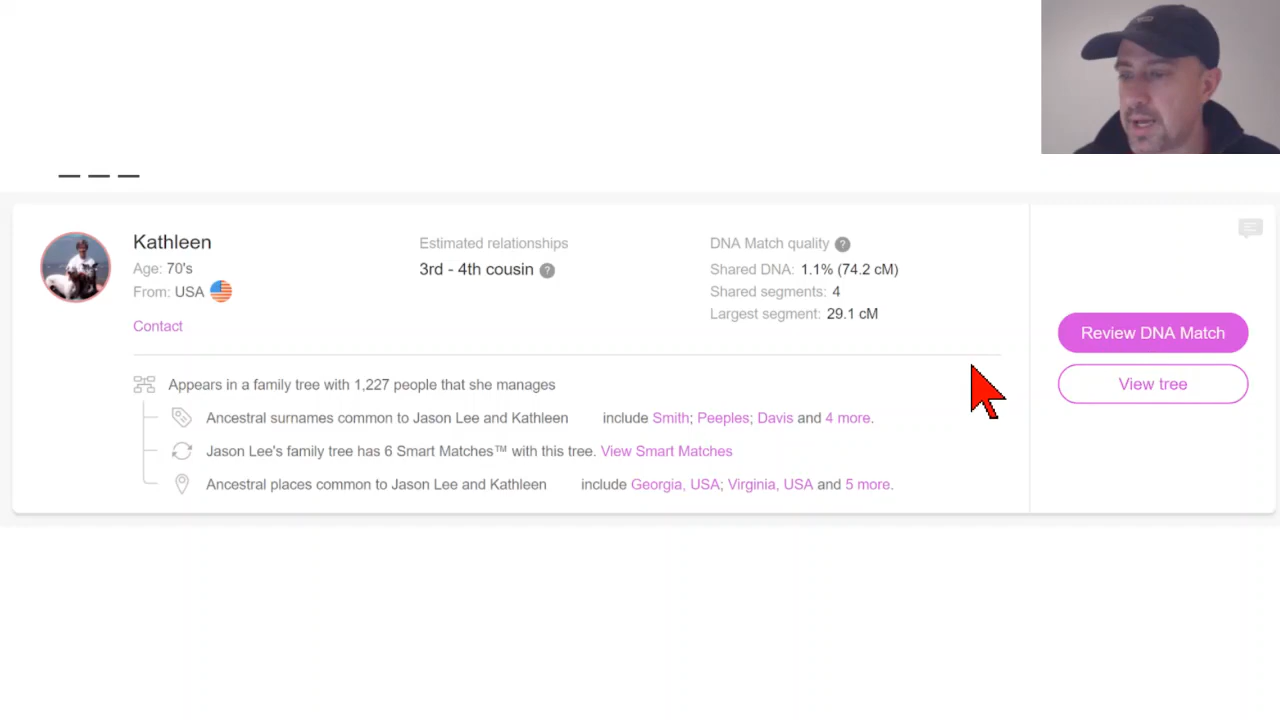 Kathleen
Age: 70's
From: USA
Contact
Estimated relationships
3rd - 4th cousin ?
DNA Match quality ?
Shared DNA: 1.1% (74.2 cM)
Shared segments: 4
Largest segment: 29.1 cM
Appears in a family tree with 1,227 people that she manages
Ancestral surnames common to Jason Lee and Kathleen include Smith; Peeples; Davis and 4 more.
Jason Lee's family tree has 6 Smart Matches™ with this tree. View Smart Matches
Ancestral places common to Jason Lee and Kathleen include Georgia, USA; Virginia, USA and 5 more.
Review DNA Match
View tree